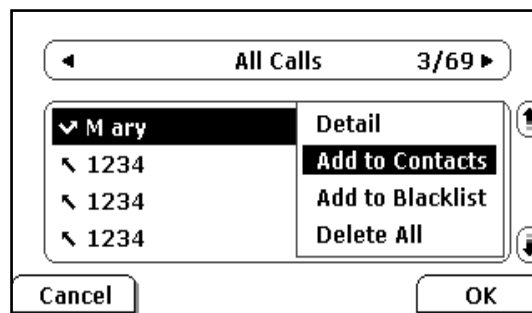 All Calls 3/69
M ary
1234
1234
1234
Detail
Add to Contacts
Add to Blacklist
Delete All
Cancel OK